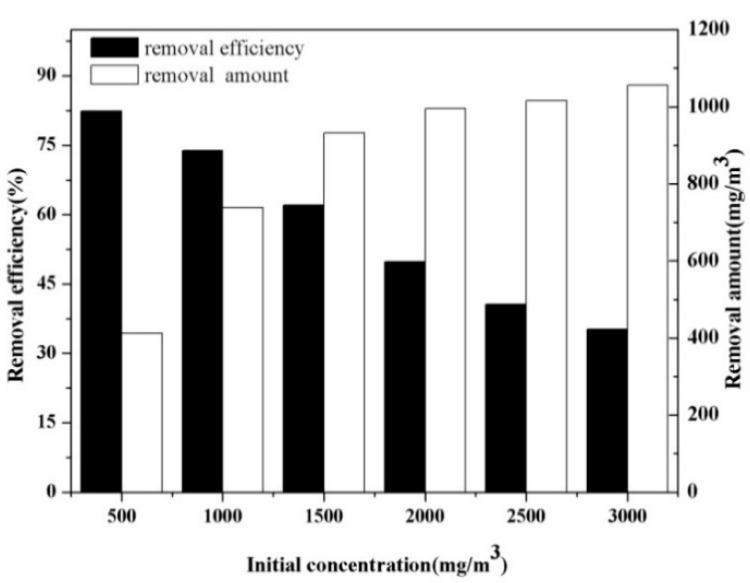 removal efficiency
removal amount
Removal efficiency(%)
90
75
60
45
30
15
0
1200
1000
800
600
400
200
0
Removal amount(mg/m³)
500 1000 1500 2000 2500 3000
Initial concentration(mg/m³)